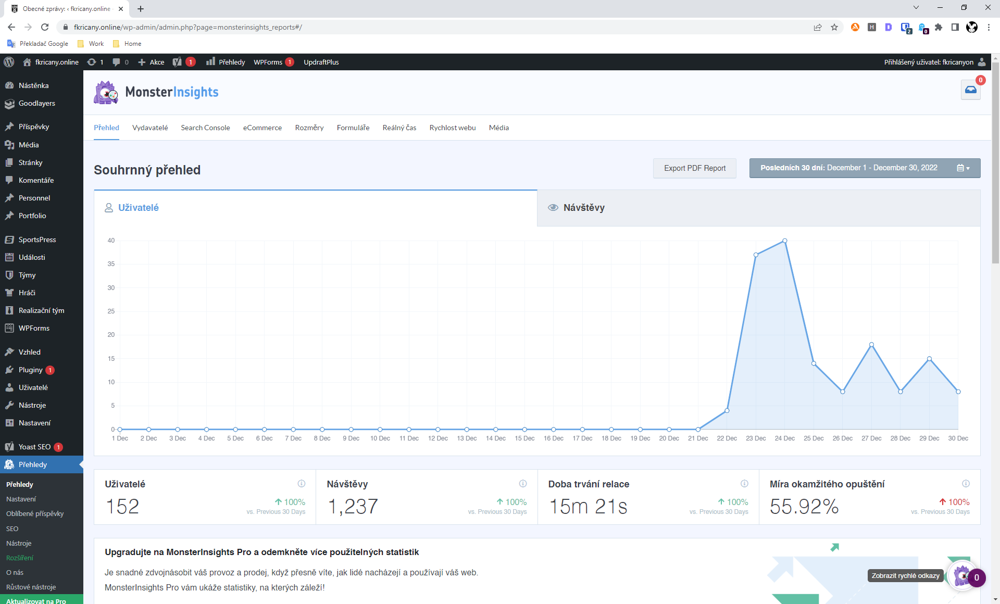 Obecné zprávy: ‹ fkricany.online
fkricany.online/wp-admin/admin.php?page=monsterinsights_reports#/
H
D
2
0
Překladač Google
Work
Home
fkricany.online
1
0
Akce
1
Přehledy
WPForms 1
UpdraftPlus
Přihlášený uživatel: fkricanyon
Nástěnka
Goodlayers
Příspěvky
Média
Stránky
Komentáře
Personnel
Portfolio
SportsPress
Události
Týmy
Hráči
Realizační tým
WPForms
Vzhled
Pluginy 1
Uživatelé
Nástroje
Nastavení
Yoast SEO 1
Přehledy
Přehledy
Nastavení
Oblíbené příspěvky
SEO
Nástroje
Rozšíření
O nás
Růstové nástroje
Aktualizovat na Pro
MonsterInsights
0
Přehled
Vydavatelé
Search Console
eCommerce
Rozměry
Formuláře
Reálný čas
Rychlost webu
Média
Souhrnný přehled
Export PDF Report
Posledních 30 dní: December 1 - December 30, 2022
Uživatelé
Návštěvy
40
35
30
25
20
15
10
5
0
1 Dec 2 Dec 3 Dec 4 Dec 5 Dec 6 Dec 7 Dec 8 Dec 9 Dec 10 Dec 11 Dec 12 Dec 13 Dec 14 Dec 15 Dec 16 Dec 17 Dec 18 Dec 19 Dec 20 Dec 21 Dec 22 Dec 23 Dec 24 Dec 25 Dec 26 Dec 27 Dec 28 Dec 29 Dec 30 Dec
Uživatelé
152
100%
vs. Previous 30 Days
Návštěvy
1,237
100%
vs. Previous 30 Days
Doba trvání relace
15m 21s
100%
vs. Previous 30 Days
Míra okamžitého opuštění
55.92%
100%
vs. Previous 30 Days
Upgradujte na MonsterInsights Pro a odemkněte více použitelných statistik
Je snadné zdvojnásobit váš provoz a prodej, když přesně víte, jak lidé nacházejí a používají váš web.
MonsterInsights Pro vám ukáže statistiky, na kterých záleží!
Zobrazit rychlé odkazy
0